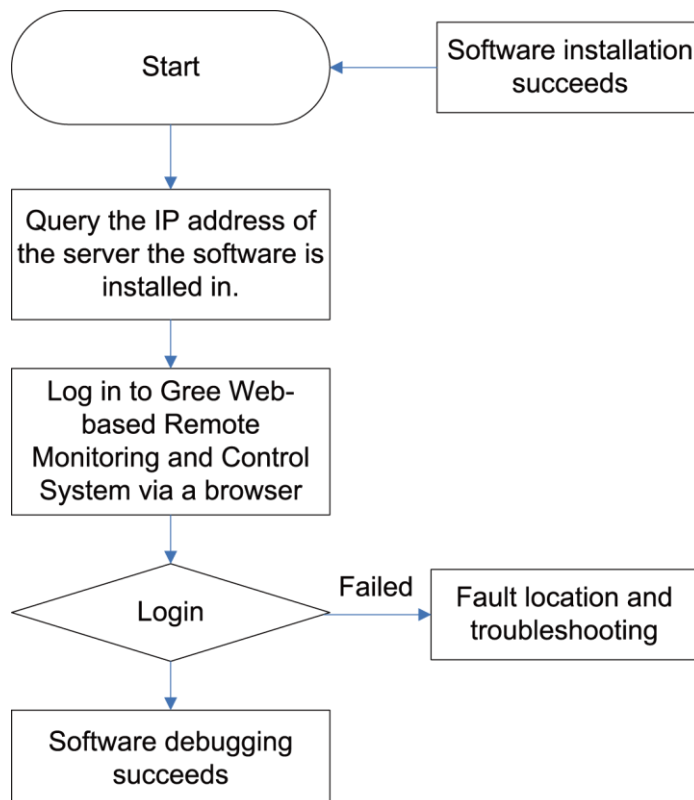 Start
Software installation
succeeds
Query the IP address of
the server the software is
installed in.
Log in to Gree Web-
based Remote
Monitoring and Control
System via a browser
Login
Failed
Fault location and
troubleshooting
Software debugging
succeeds